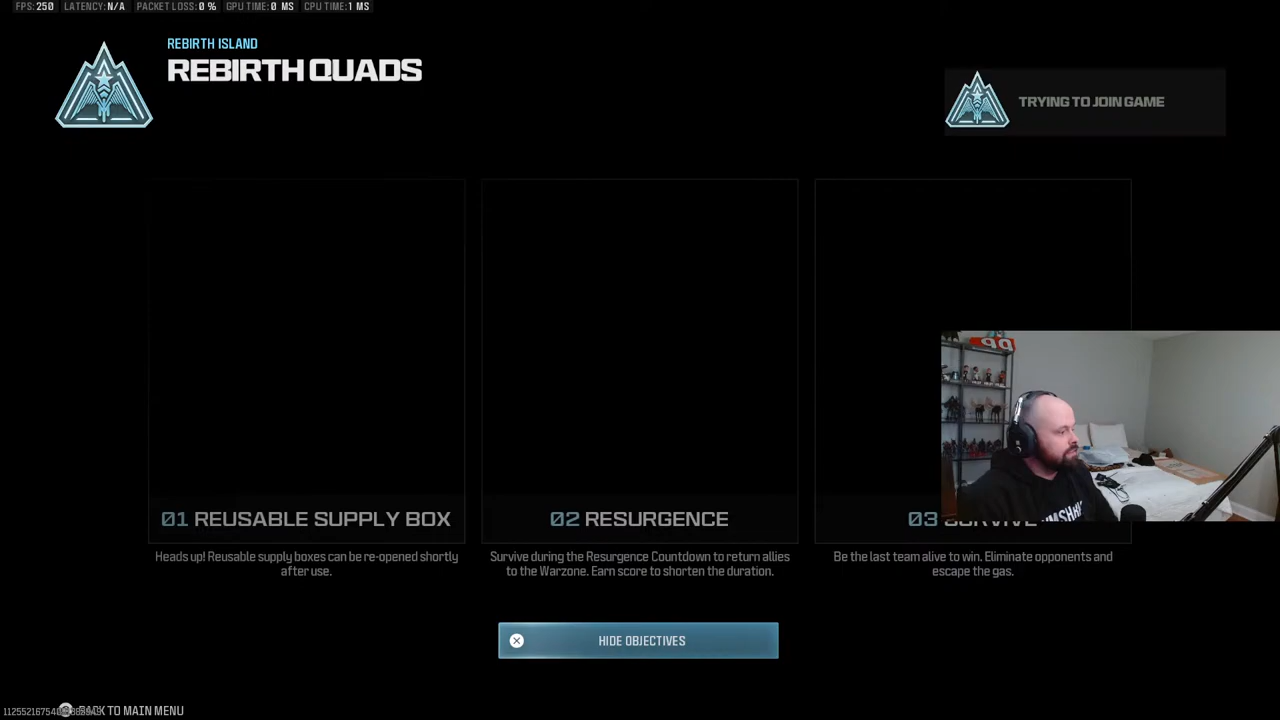 FPS: 250 LATENCY: N/A PACKET LOSS: 0 % GPU TIME: 0 MS CPU TIME: 1 MS
REBIRTH ISLAND
REBIRTH QUADS
TRYING TO JOIN GAME
01 REUSABLE SUPPLY BOX
Heads up! Reusable supply boxes can be re-opened shortly
after use.
02 RESURGENCE
Survive during the Resurgence Countdown to return allies
to the Warzone. Earn score to shorten the duration.
03 SURVIVE
Be the last team alive to win. Eliminate opponents and
escape the gas.
HIDE OBJECTIVES
BACK TO MAIN MENU